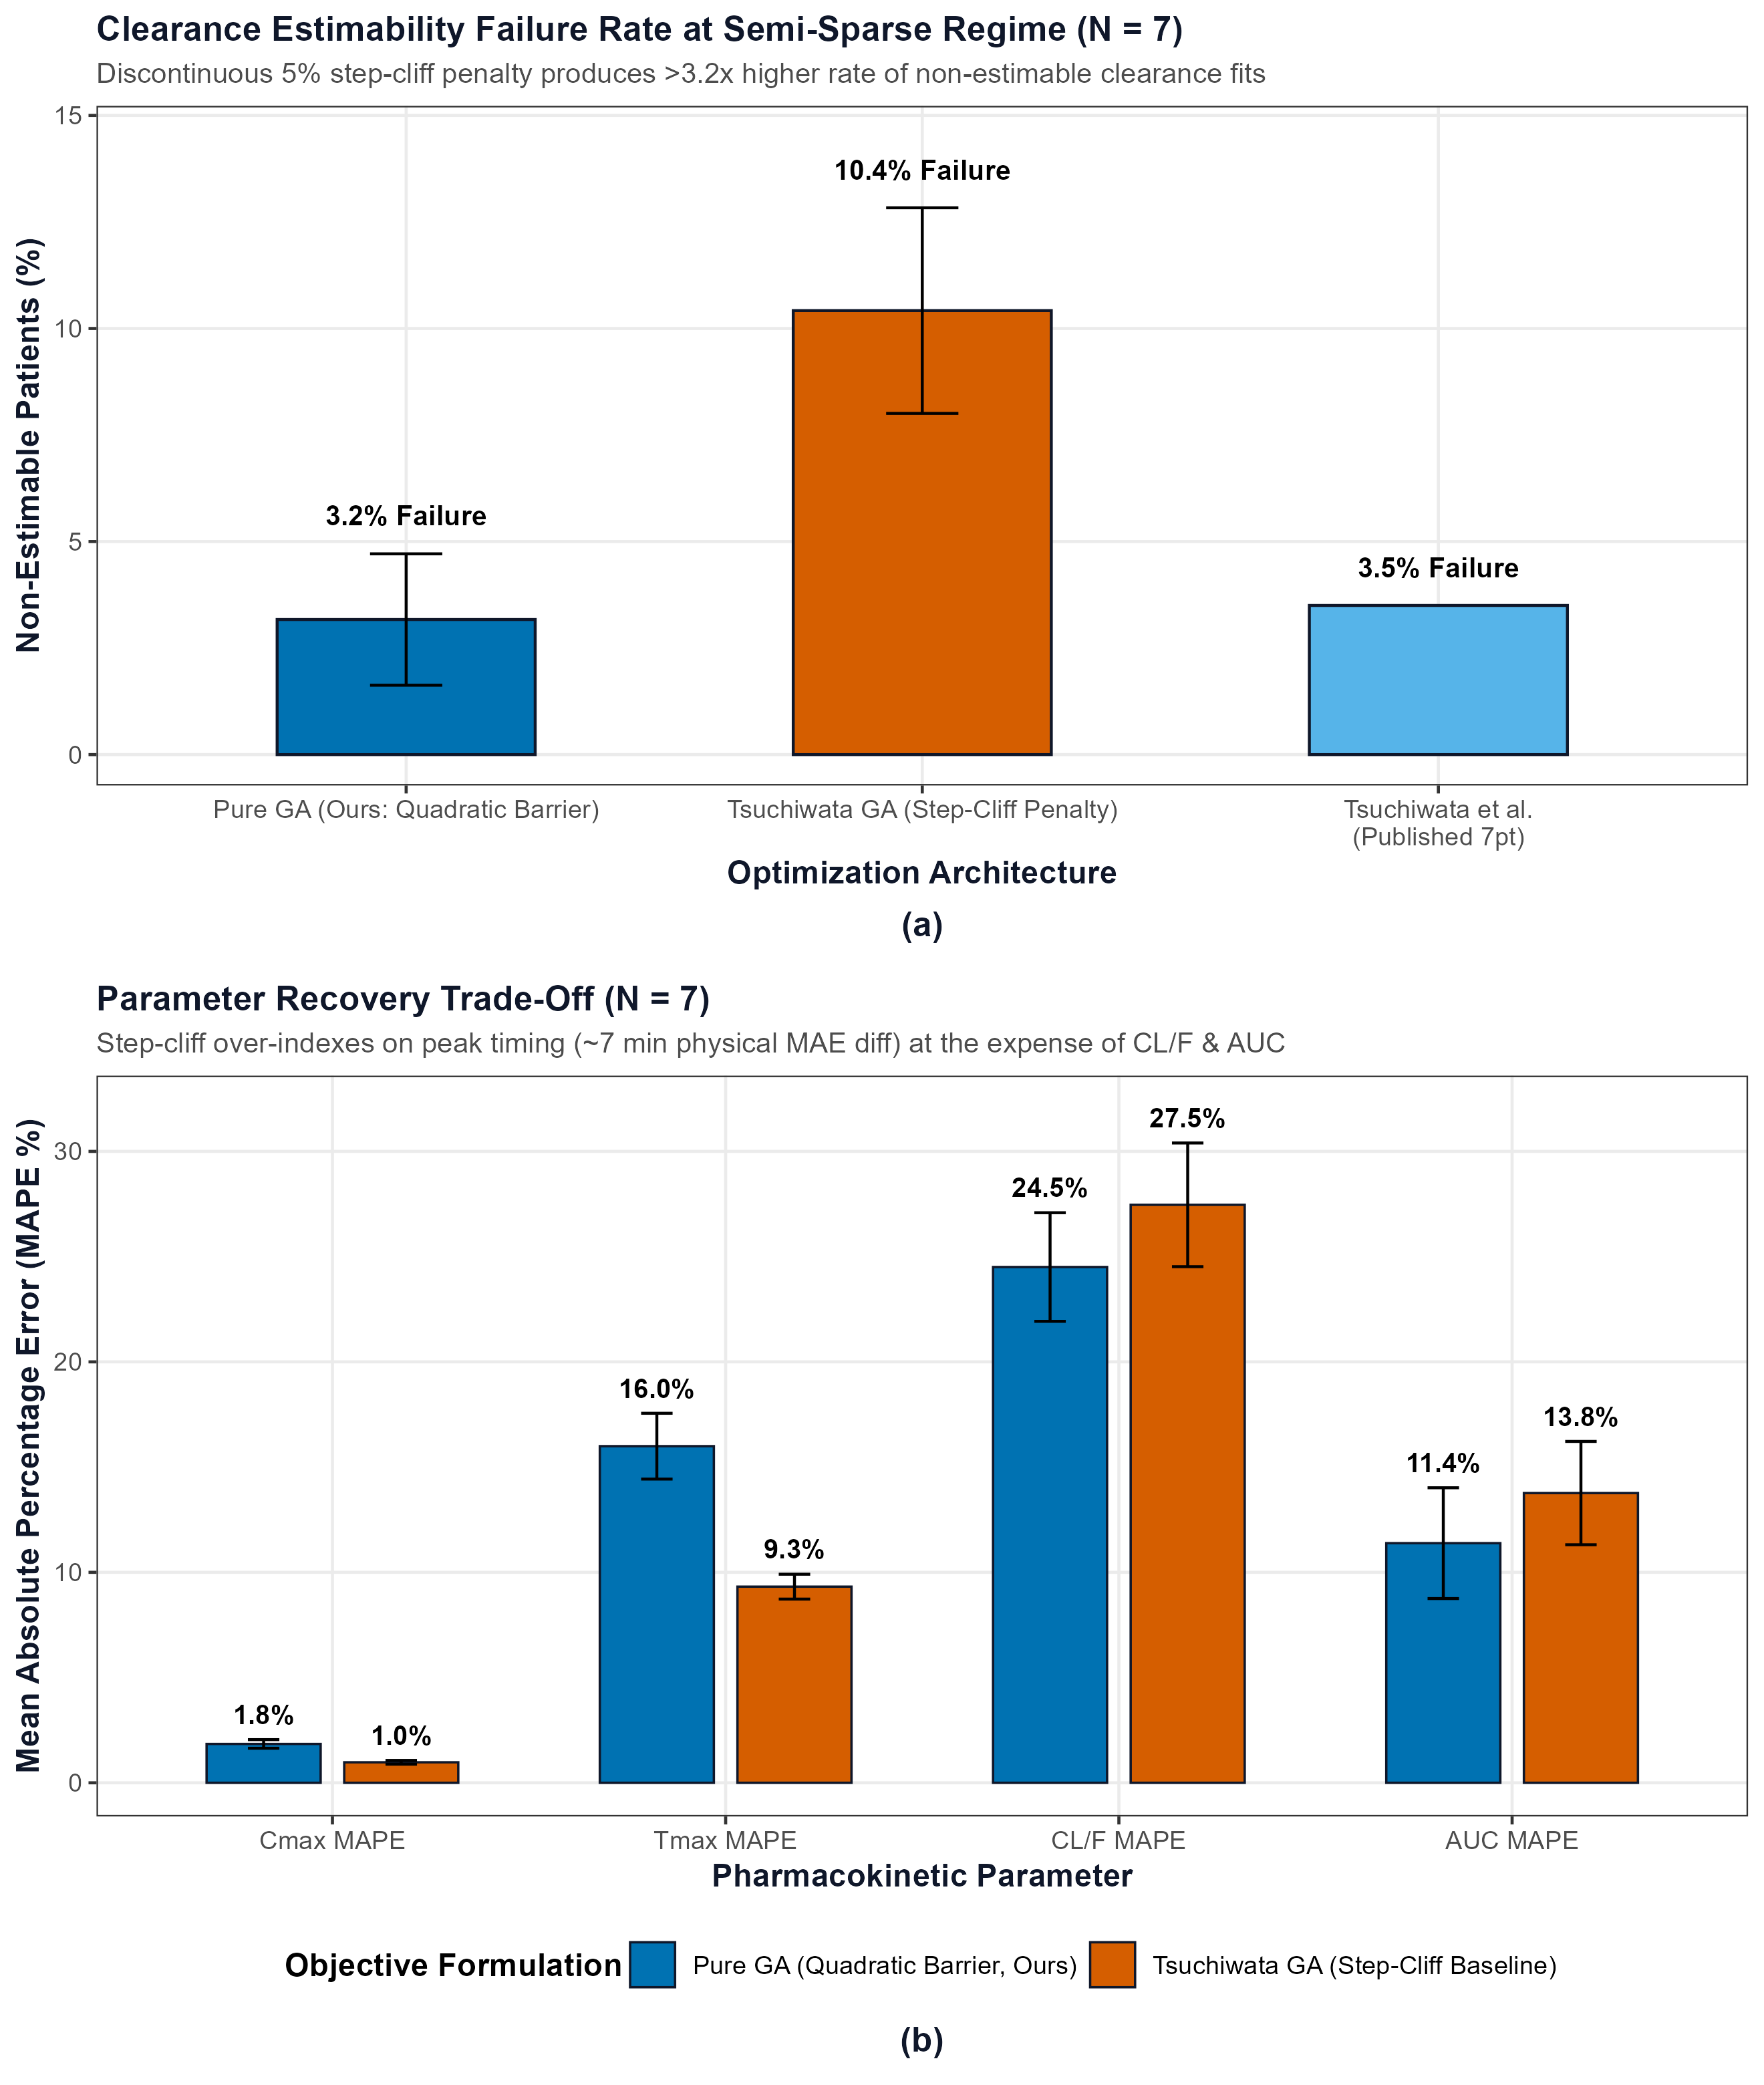 Clearance Estimability Failure Rate at Semi-Sparse Regime (N = 7)
Discontinuous 5% step-cliff penalty produces >3.2x higher rate of non-estimable clearance fits
Non-Estimable Patients (%)
15
10
5
0
10.4% Failure
3.2% Failure
3.5% Failure
Pure GA (Ours: Quadratic Barrier)
Tsuchiwata GA (Step-Cliff Penalty)
Tsuchiwata et al.
(Published 7pt)
Optimization Architecture
(a)
Parameter Recovery Trade-Off (N = 7)
Step-cliff over-indexes on peak timing (~7 min physical MAE diff) at the expense of CL/F & AUC
Mean Absolute Percentage Error (MAPE %)
30
20
10
0
1.8%
1.0%
16.0%
9.3%
24.5%
27.5%
11.4%
13.8%
Cmax MAPE
Tmax MAPE
CL/F MAPE
AUC MAPE
Pharmacokinetic Parameter
Objective Formulation
Pure GA (Quadratic Barrier, Ours)
Tsuchiwata GA (Step-Cliff Baseline)
(b)